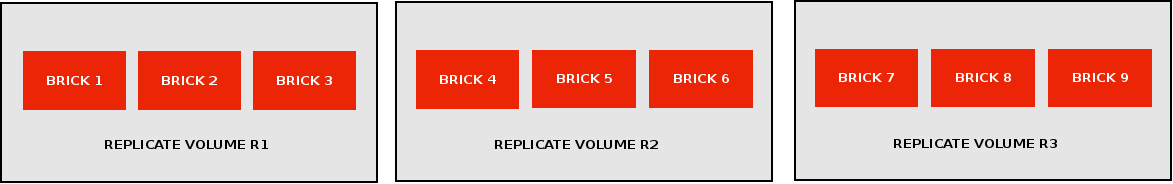 BRICK 1 BRICK 2 BRICK 3
REPLICATE VOLUME R1
BRICK 4 BRICK 5 BRICK 6
REPLICATE VOLUME R2
BRICK 7 BRICK 8 BRICK 9
REPLICATE VOLUME R3